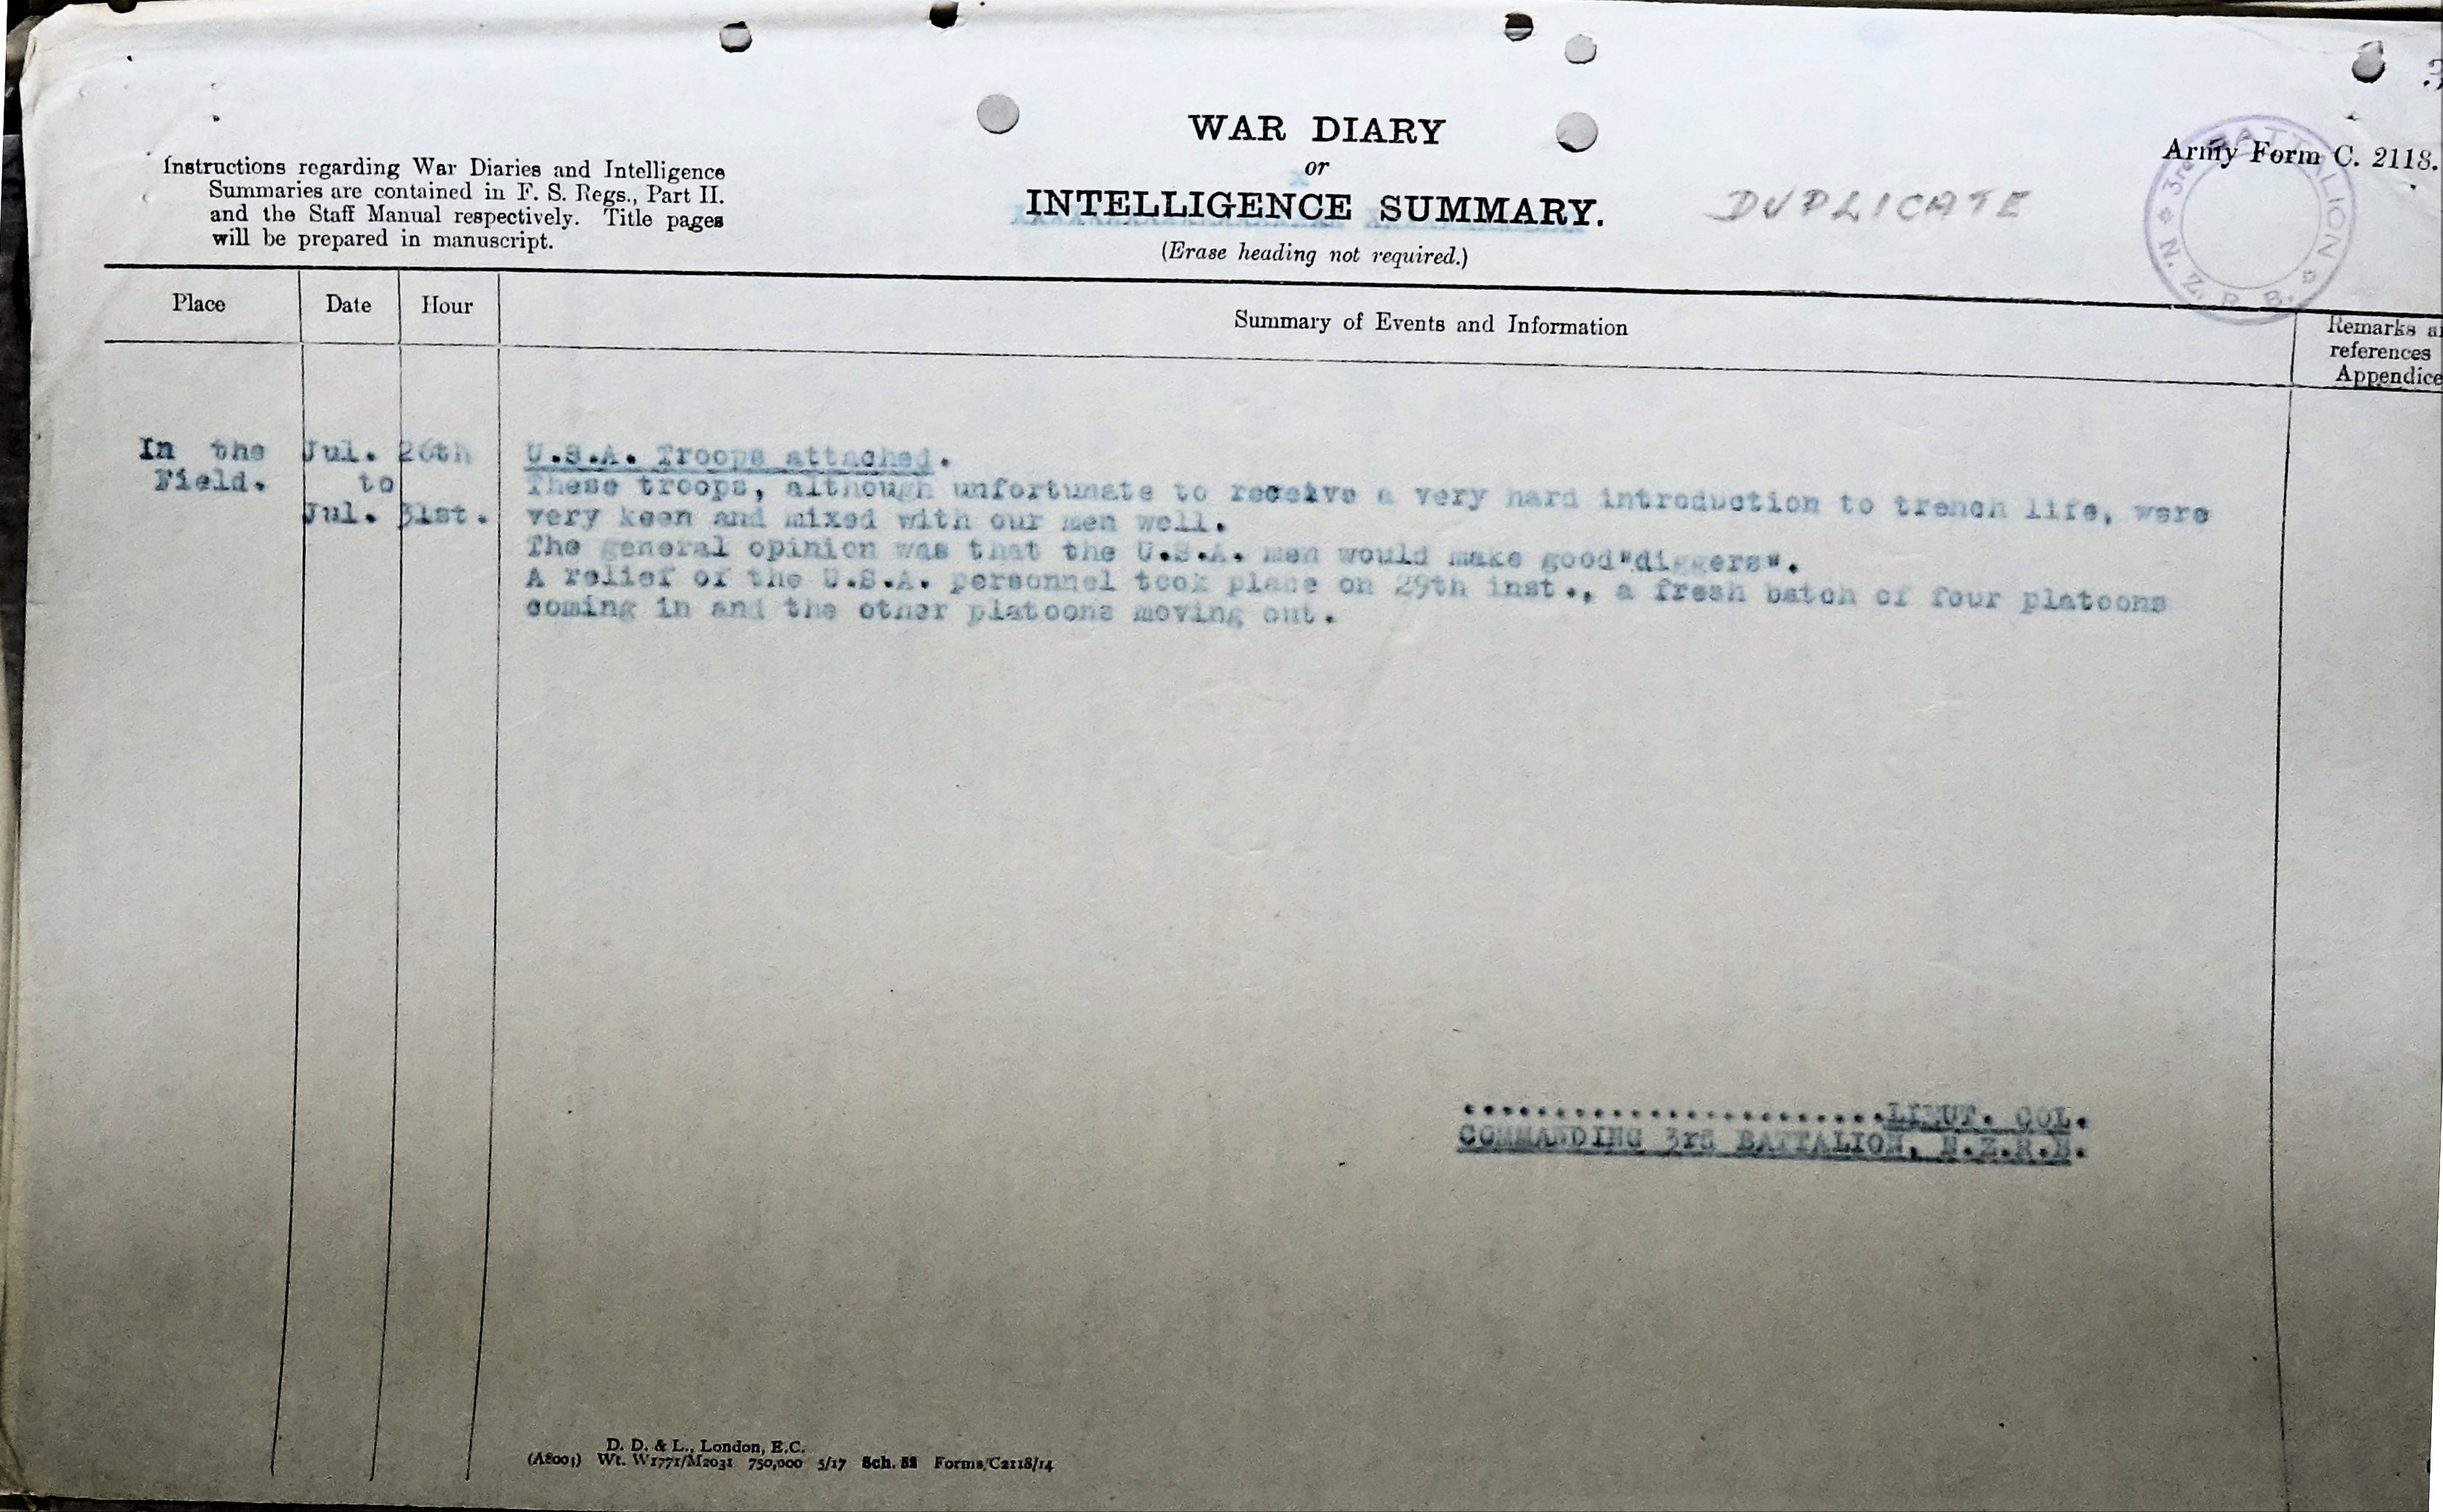 Instructions regarding War Diaries and Intelligence
Summaries are contained in F. S. Regs., Part II.
and the Staff Manual respectively. Title pages
will be prepared in manuscript.
WAR DIARY
or
INTELLIGENCE SUMMARY.
(Erase heading not required.)
DUPLICATE
Army Form C. 2118.
* 3rd BATTALION * N. Z. R. B.
Place
Date
Hour
Summary of Events and Information
Remarks
references
In the Field.
Jul. 26th
to
Jul. 31st.
U.S.A. Troops attached.
These troops, although unfortunate to receive a very hard introduction to trench life, were
very keen and mixed with our men well.
The general opinion was that the U.S.A. men would make good"diggers".
A relief of the U.S.A. personnel took place on 29th inst., a fresh batch of four platoons
coming in and the other platoons moving out.
.........................LIEUT. COL.
COMMANDING 3rd BATTALION, N.Z.R.B.
D. D. & L., London, E.C.
(A8001) Wt. W1771/M2031 750,000 5/17 Sch. 52 Forms/C2118/14